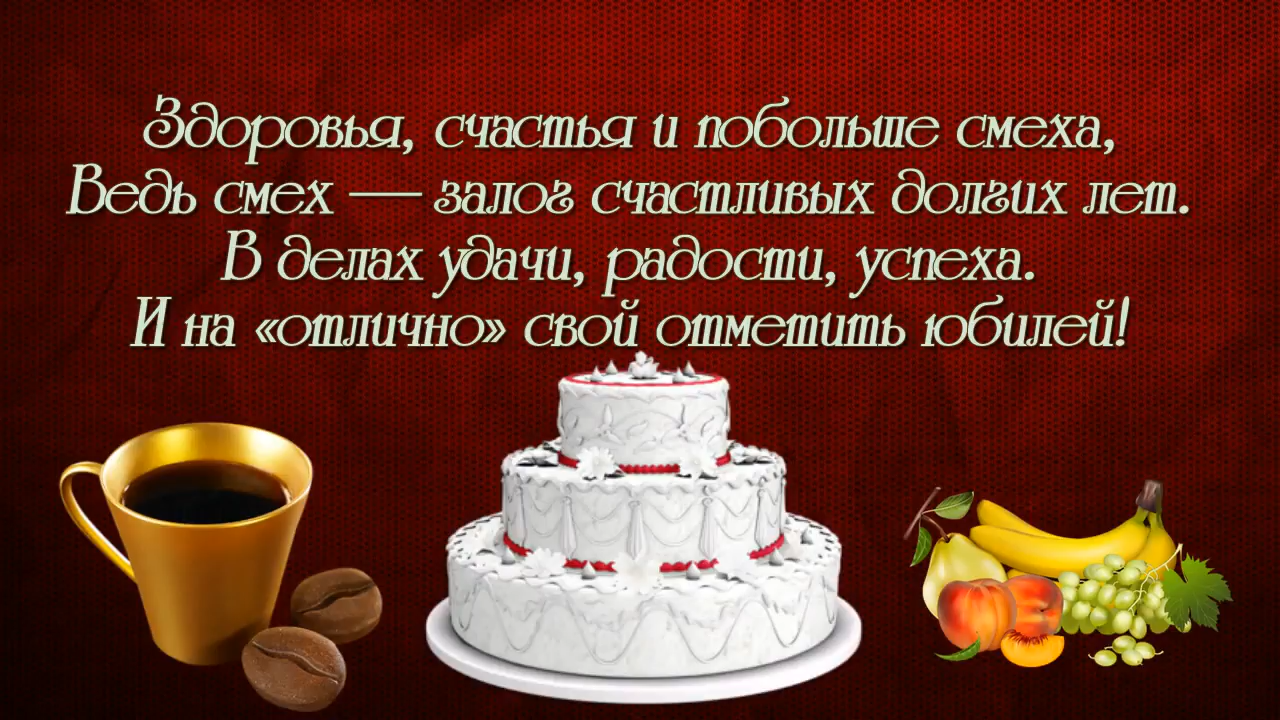 Здоровья, счастья и побольше смеха,
Ведь смех — залог счастливых долгих лет.
В делах удачи, радости, успеха.
И на «отлично» свой отметить юбилей!